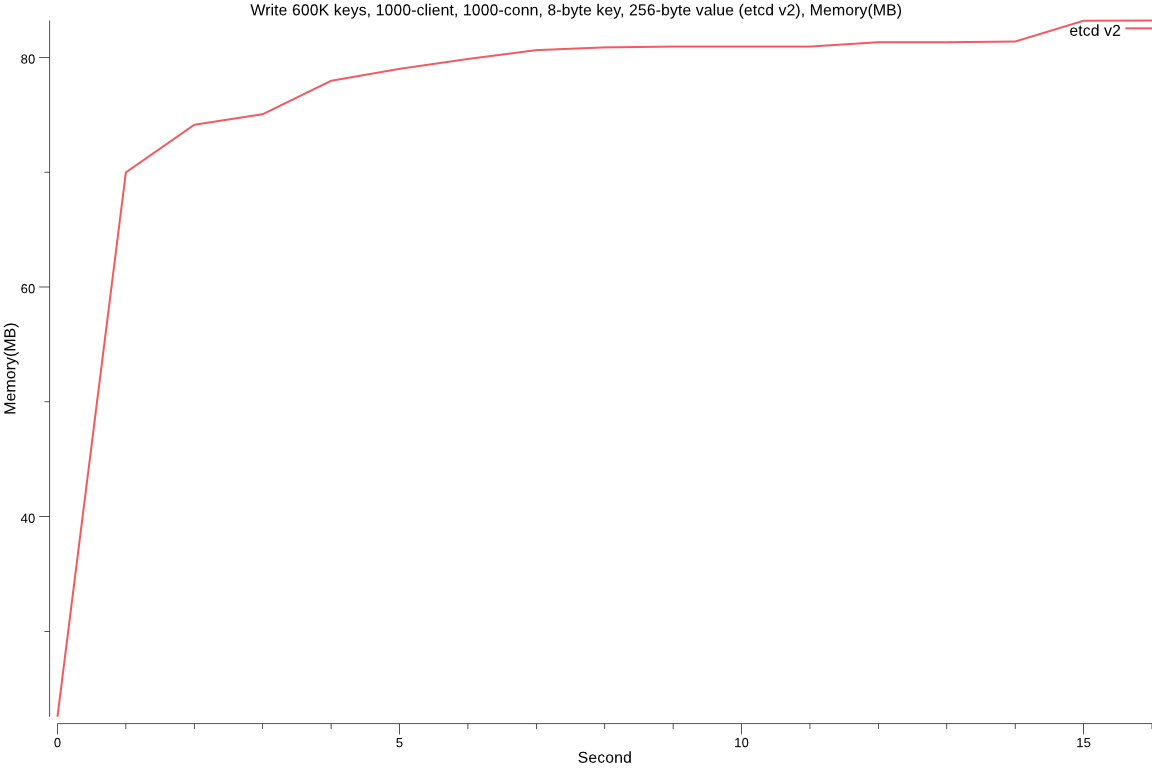 Write 600K keys, 1000-client, 1000-conn, 8-byte key, 256-byte value (etcd v2), Memory(MB)
etcd v2
80
60
40
Memory(MB)
0 5 10 15
Second